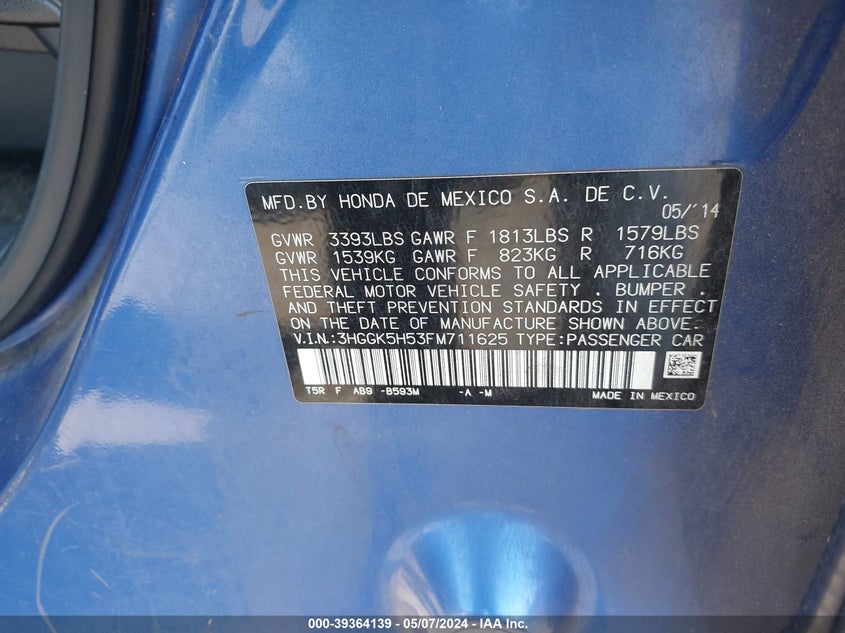 MFD.BY HONDA DE MEXICO S.A. DE C.V.
05/'14
GVWR 3393LBS GAWR F 1813LBS R 1579LBS
GVWR 1539KG GAWR F 823KG R 716KG
THIS VEHICLE CONFORMS TO ALL APPLICABLE
FEDERAL MOTOR VEHICLE SAFETY , BUMPER ,
AND THEFT PREVENTION STANDARDS IN EFFECT
ON THE DATE OF MANUFACTURE SHOWN ABOVE.
V.I.N.:3HGGK5H53FM711625 TYPE:PASSENGER CAR
T5R F AB9 -B593M -A -M MADE IN MEXICO
000-39364139 - 05/07/2024 - IAA Inc.